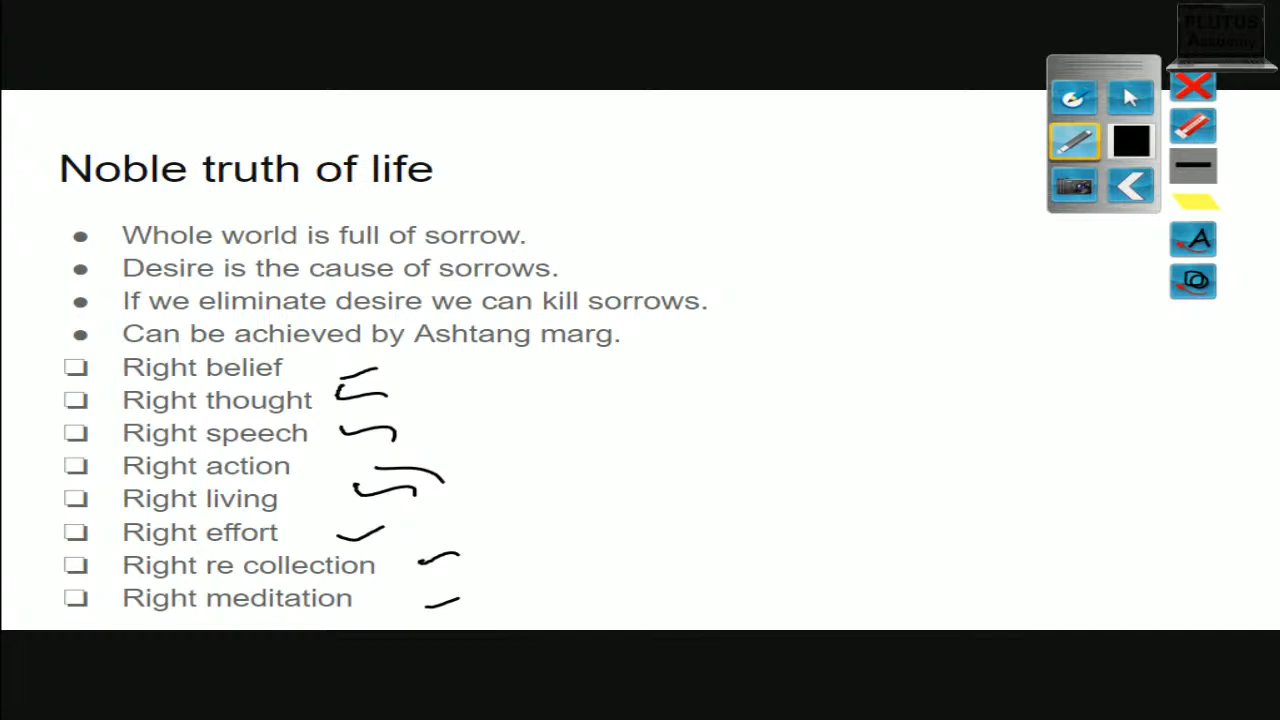 PLUTUS
Academy
Noble truth of life
Whole world is full of sorrow.
Desire is the cause of sorrows.
If we eliminate desire we can kill sorrows.
Can be achieved by Ashtang marg.
Right belief
Right thought
Right speech
Right action
Right living
Right effort
Right re collection
Right meditation
A